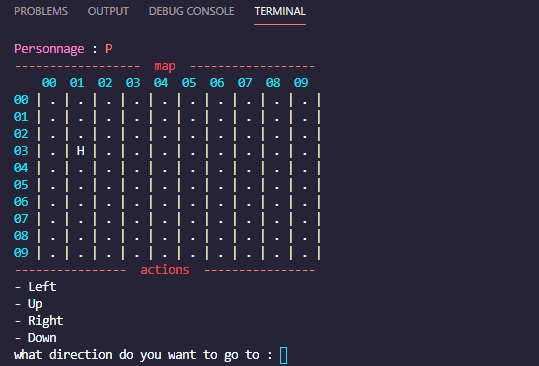 PROBLEMS OUTPUT DEBUG CONSOLE TERMINAL
Personnage : P
------------------ map ------------------
00 01 02 03 04 05 06 07 08 09
00 | . | . | . | . | . | . | . | . | . | . |
01 | . | . | . | . | . | . | . | . | . | . |
02 | . | . | . | . | . | . | . | . | . | . |
03 | . | H | . | . | . | . | . | . | . | . |
04 | . | . | . | . | . | . | . | . | . | . |
05 | . | . | . | . | . | . | . | . | . | . |
06 | . | . | . | . | . | . | . | . | . | . |
07 | . | . | . | . | . | . | . | . | . | . |
08 | . | . | . | . | . | . | . | . | . | . |
09 | . | . | . | . | . | . | . | . | . | . |
---------------- actions ----------------
- Left
- Up
- Right
- Down
what direction do you want to go to :